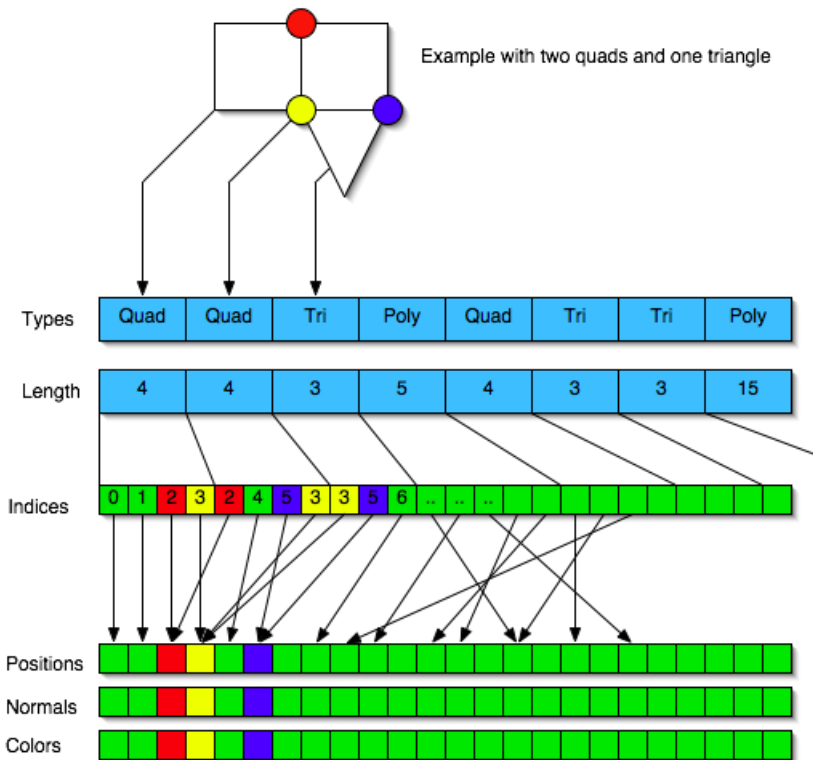 Example with two quads and one triangle
Types Quad Quad Tri Poly Quad Tri Tri Poly
Length 4 4 3 5 4 3 3 15
Indices 0 1 2 3 2 4 5 3 3 5 6 .. .. ..
Positions
Normals
Colors